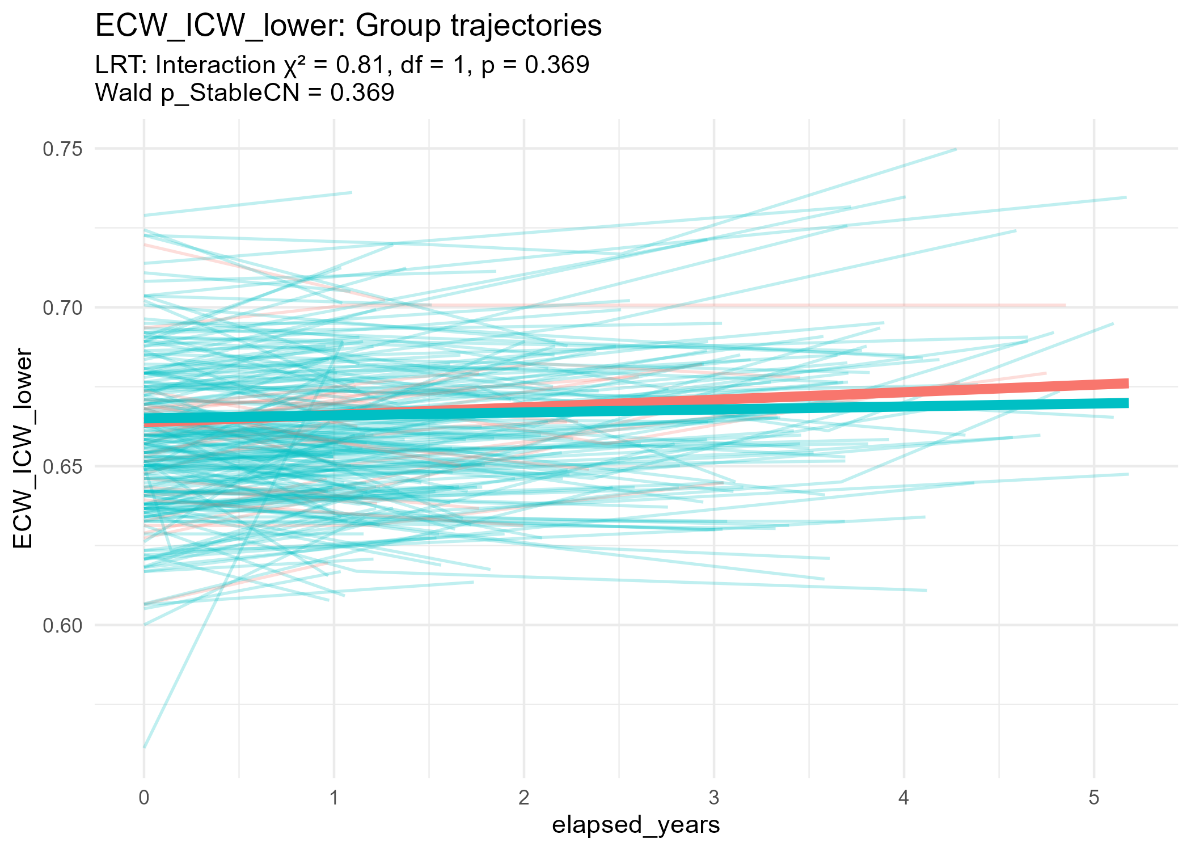 ECW_ICW_lower: Group trajectories
LRT: Interaction χ² = 0.81, df = 1, p = 0.369
Wald p_StableCN = 0.369
ECW_ICW_lower
0.75
0.70
0.65
0.60
0
1
2
3
4
5
elapsed_years